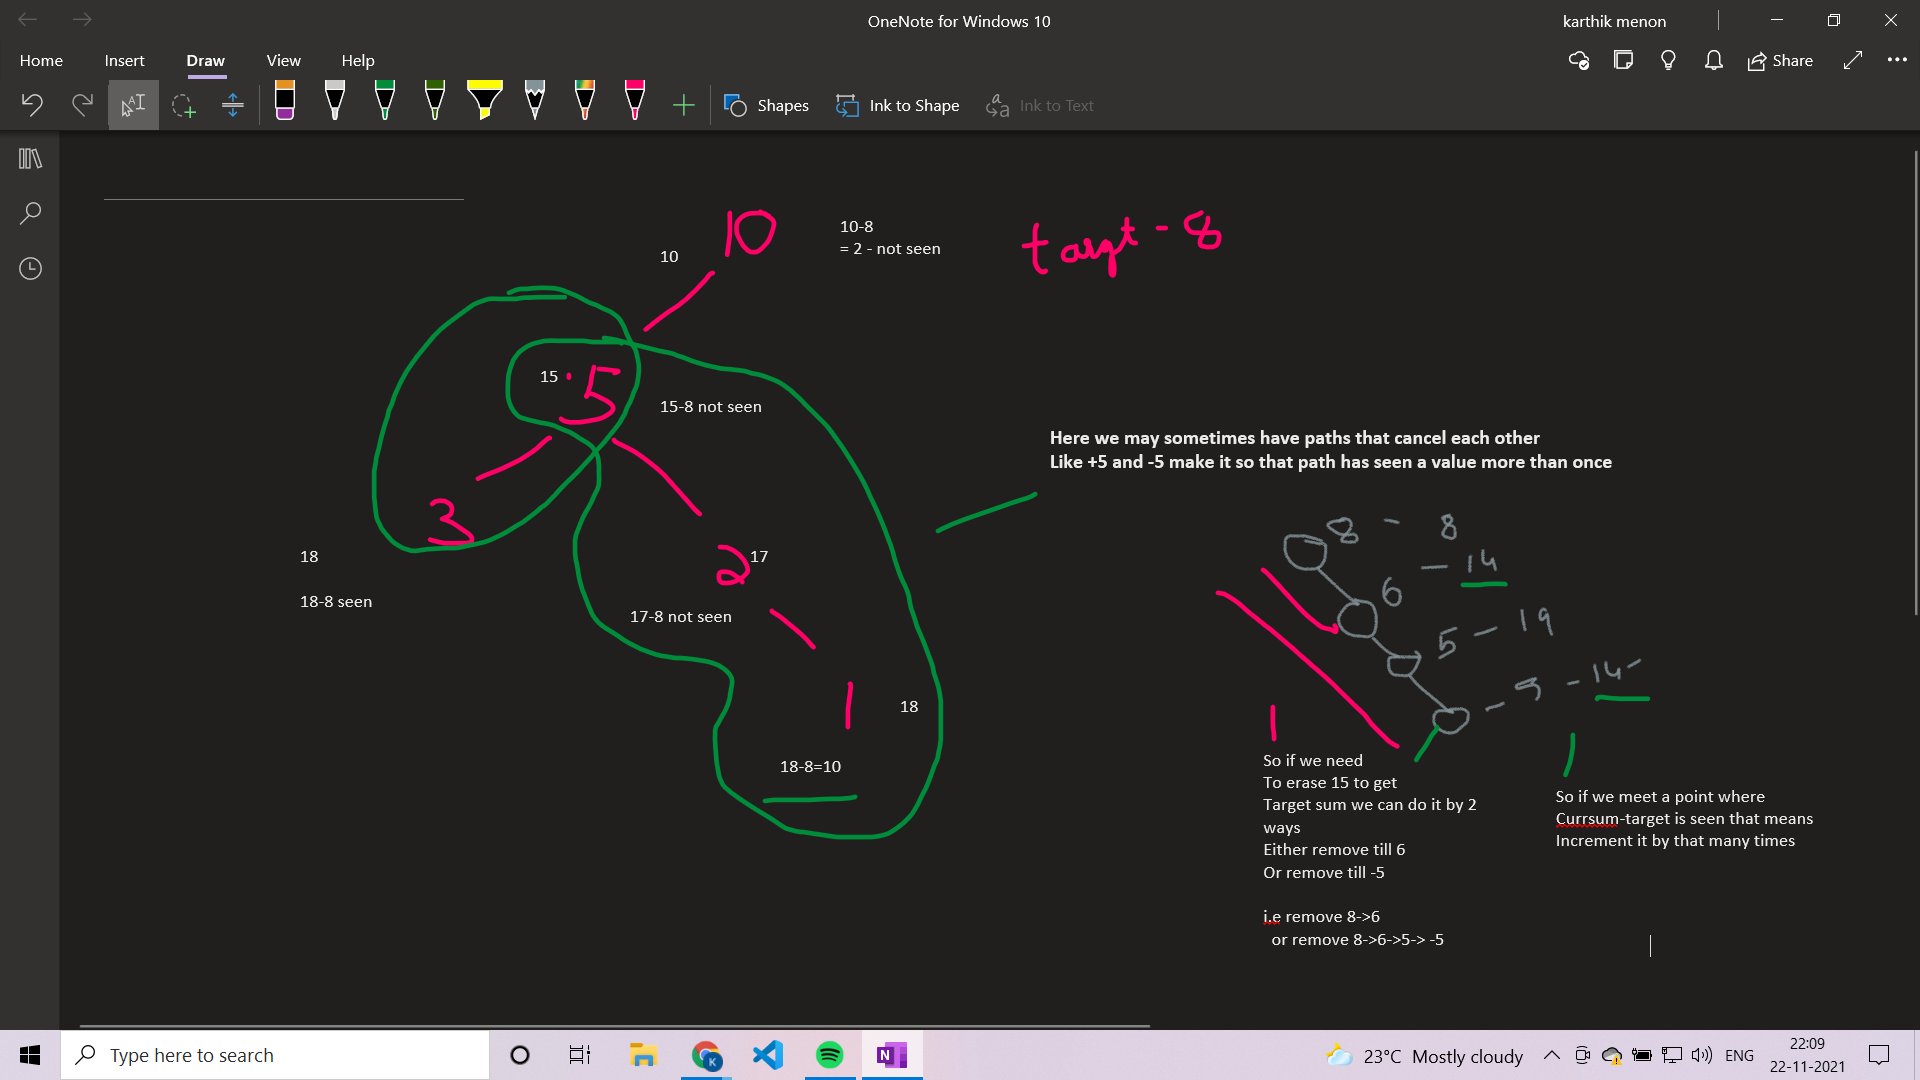 OneNote for Windows 10
karthik menon
Home
Insert
Draw
View
Help
Share
Shapes
Ink to Shape
Ink to Text
10
10
10-8
= 2 - not seen
target - 8
15
5
15-8 not seen
3
18
18-8 seen
2
17
17-8 not seen
1
18
18-8=10
Here we may sometimes have paths that cancel each other
Like +5 and -5 make it so that path has seen a value more than once
8 - 8
6 - 14
5 - 19
-5 - 14
So if we need
To erase 15 to get
Target sum we can do it by 2
ways
Either remove till 6
Or remove till -5
i.e remove 8->6
or remove 8->6->5-> -5
So if we meet a point where
Currsum-target is seen that means
Increment it by that many times
Type here to search
K
N
23°C Mostly cloudy
ENG
22:09
22-11-2021